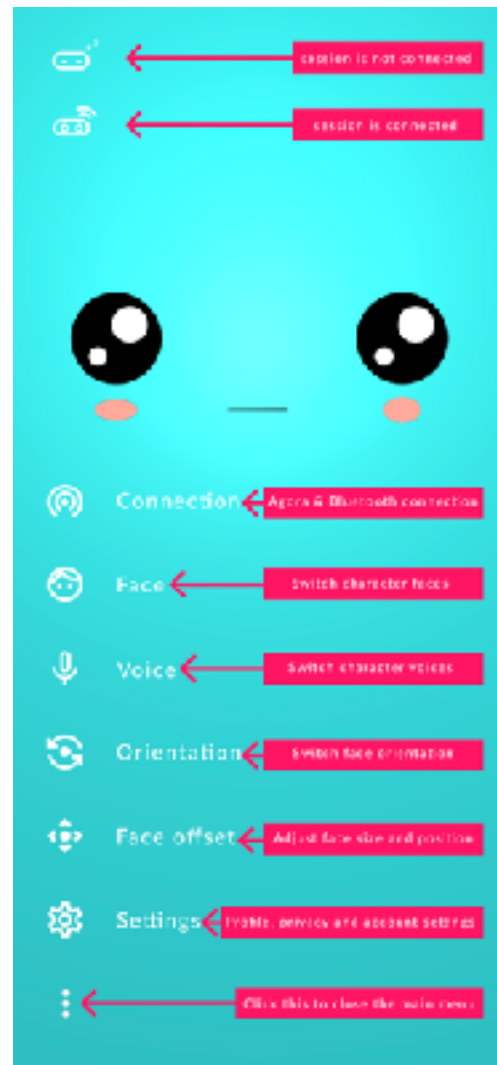 session is not connected
session is connected
Connection
Agora & Bluetooth connection
Face
Switch character faces
Voice
Switch character voices
Orientation
Switch face orientation
Face offset
Adjust face size and position
Settings
Profile, privacy and account settings
Click this to close the main menu